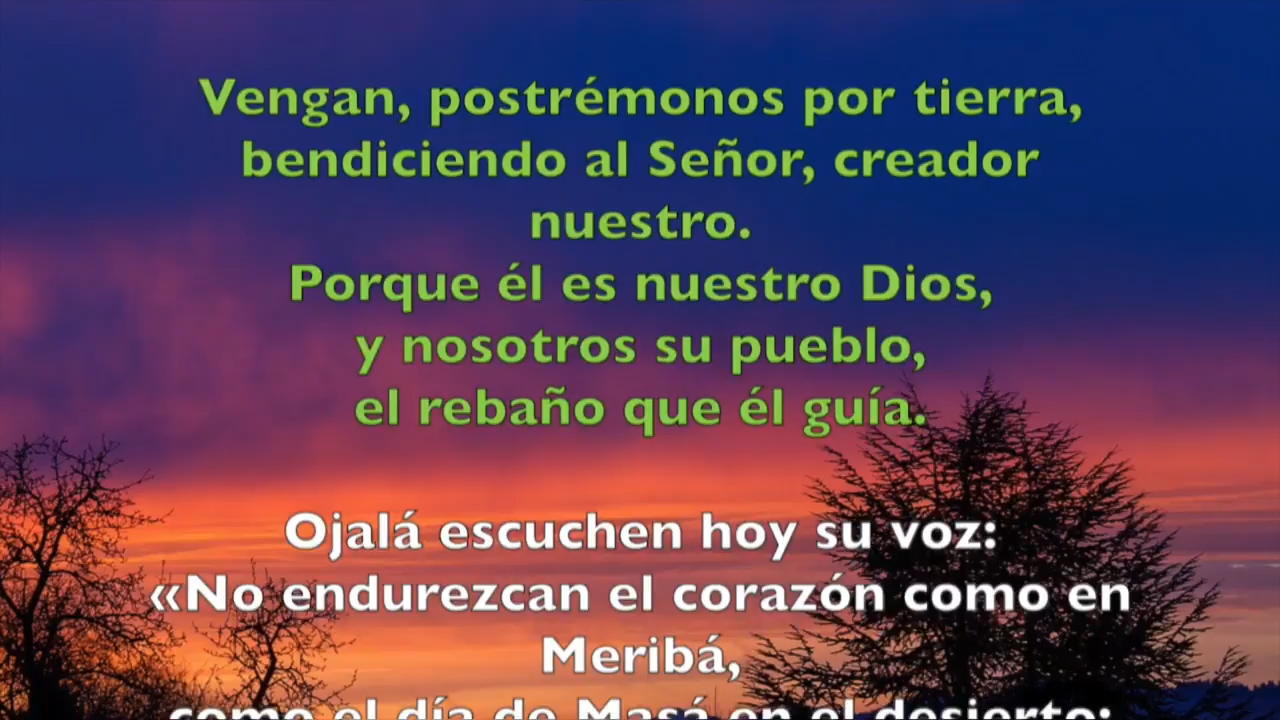 Vengan, postrémonos por tierra,
bendiciendo al Señor, creador
nuestro.
Porque él es nuestro Dios,
y nosotros su pueblo,
el rebaño que él guía.
Ojalá escuchen hoy su voz:
«No endurezcan el corazón como en
Meribá,
como el día de Masá en el desierto: